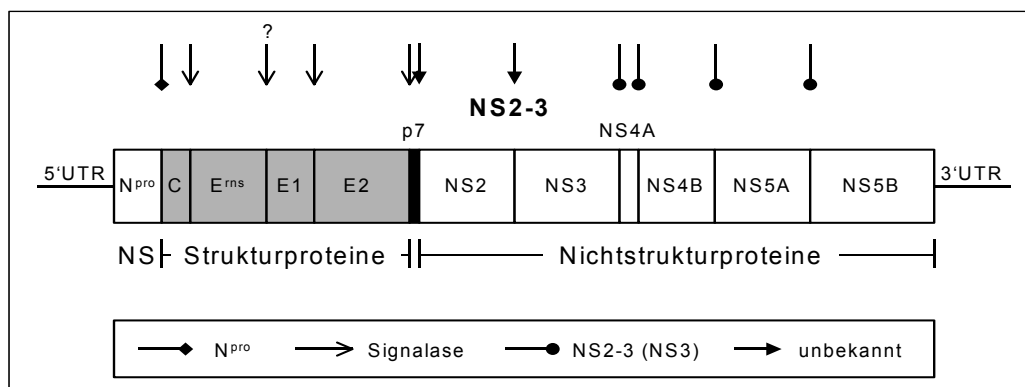 ?
NS2-3
p7 NS4A
5‘UTR Npro C Erns E1 E2 NS2 NS3 NS4B NS5A NS5B 3‘UTR
NS Strukturproteine Nichtstrukturproteine
Npro Signalase NS2-3 (NS3) unbekannt